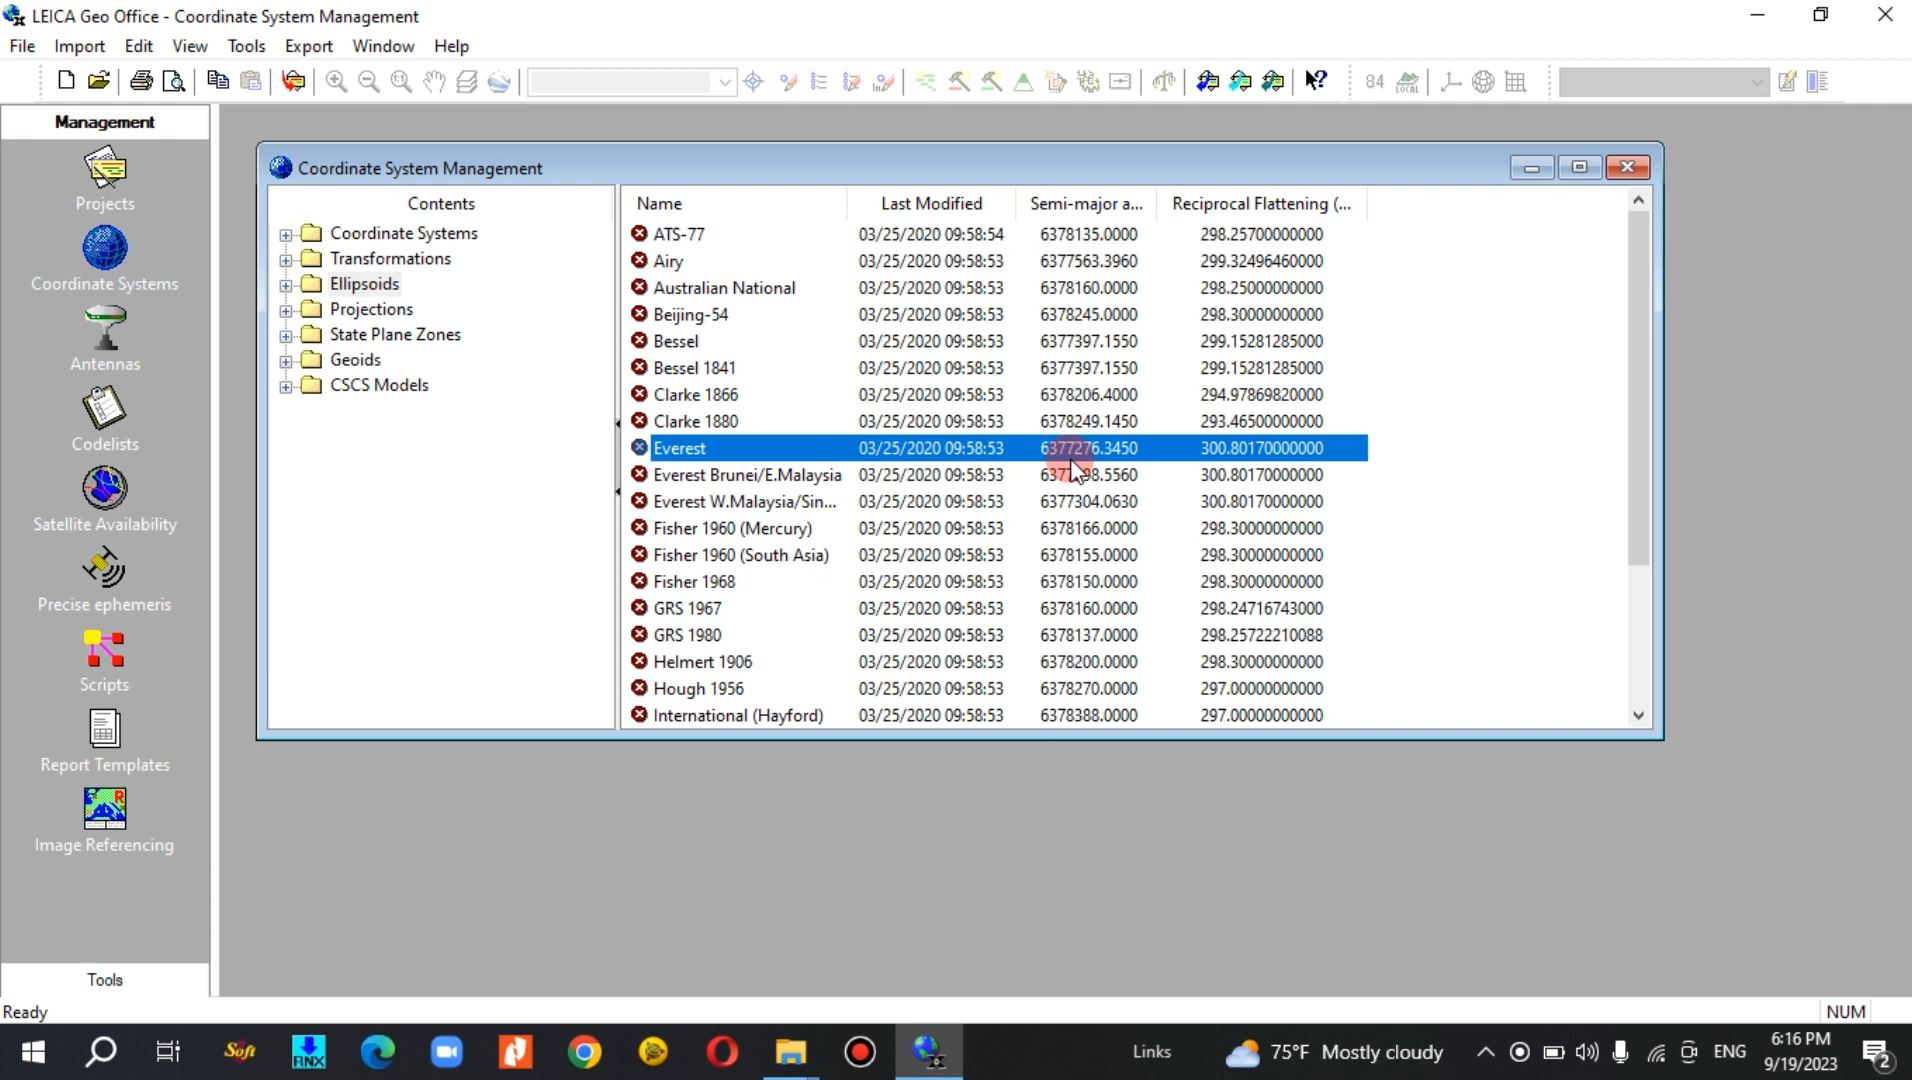 LEICA Geo Office - Coordinate System Management
File Import Edit View Tools Export Window Help
84 LOCAL
Management
Projects
Coordinate Systems
Antennas
Codelists
Satellite Availability
Precise ephemeris
Scripts
Report Templates
R
Image Referencing
Tools
Coordinate System Management
Contents
Coordinate Systems
Transformations
Ellipsoids
Projections
State Plane Zones
Geoids
CSCS Models
Name Last Modified Semi-major a... Reciprocal Flattening (...
ATS-77 03/25/2020 09:58:54 6378135.0000 298.25700000000
Airy 03/25/2020 09:58:53 6377563.3960 299.32496460000
Australian National 03/25/2020 09:58:53 6378160.0000 298.25000000000
Beijing-54 03/25/2020 09:58:53 6378245.0000 298.30000000000
Bessel 03/25/2020 09:58:53 6377397.1550 299.15281285000
Bessel 1841 03/25/2020 09:58:53 6377397.1550 299.15281285000
Clarke 1866 03/25/2020 09:58:53 6378206.4000 294.97869820000
Clarke 1880 03/25/2020 09:58:53 6378249.1450 293.46500000000
Everest 03/25/2020 09:58:53 6377276.3450 300.80170000000
Everest Brunei/E.Malaysia 03/25/2020 09:58:53 300.80170000000
Everest W.Malaysia/Sin... 03/25/2020 09:58:53 6377304.0630 300.80170000000
Fisher 1960 (Mercury) 03/25/2020 09:58:53 6378166.0000 298.30000000000
Fisher 1960 (South Asia) 03/25/2020 09:58:53 6378155.0000 298.30000000000
Fisher 1968 03/25/2020 09:58:53 6378150.0000 298.30000000000
GRS 1967 03/25/2020 09:58:53 6378160.0000 298.24716743000
GRS 1980 03/25/2020 09:58:53 6378137.0000 298.25722210088
Helmert 1906 03/25/2020 09:58:53 6378200.0000 298.30000000000
Hough 1956 03/25/2020 09:58:53 6378270.0000 297.00000000000
International (Hayford) 03/25/2020 09:58:53 6378388.0000 297.00000000000
Ready NUM
Soft RNX Links 75°F Mostly cloudy ENG 6:16 PM
9/19/2023 2